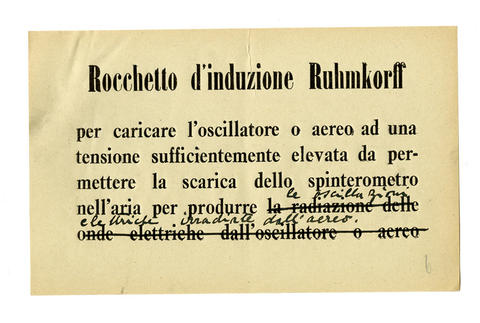 Rocchetto d'induzione Ruhmkorff
per caricare l'oscillatore o aereo ad una
tensione sufficientemente elevata da per-
mettere la scarica dello spinterometro
le oscillazioni
nell'aria per produrre la radiazione delle
elettriche irradiate dall'aereo.
onde elettriche dall'oscillatore o aereo
6